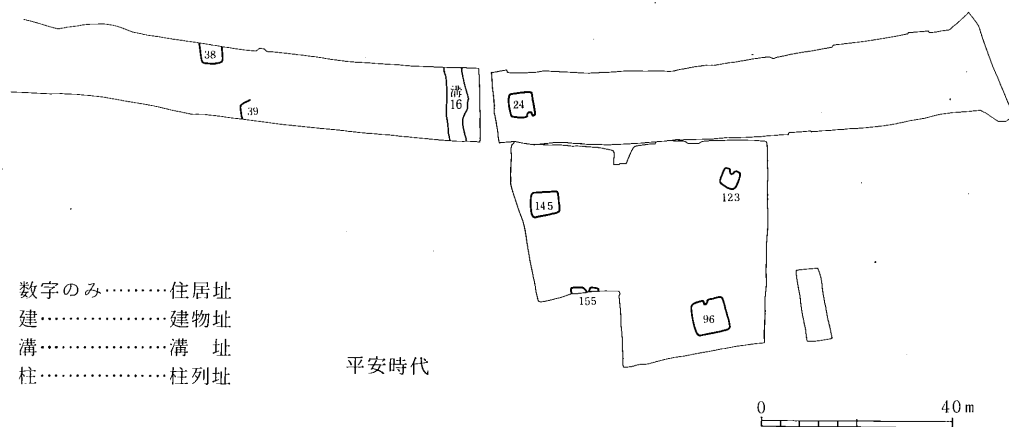 38
39
溝
16
24
145
123
155
96
数字のみ………住居址
建………………建物址
溝………………溝　址
柱………………柱列址
平安時代
0 40m